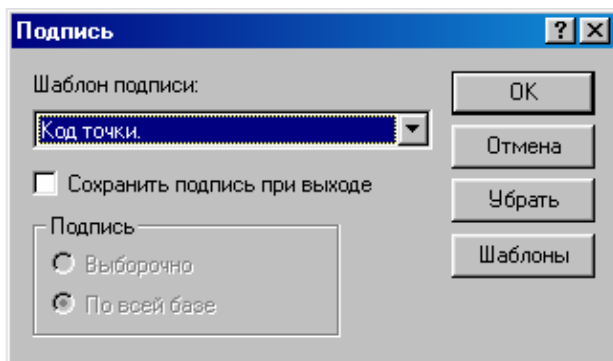 Подпись
Шаблон подписи:
Код точки.
Сохранить подпись при выходе
Подпись
Выборочно
По всей базе
OK
Отмена
Убрать
Шаблоны